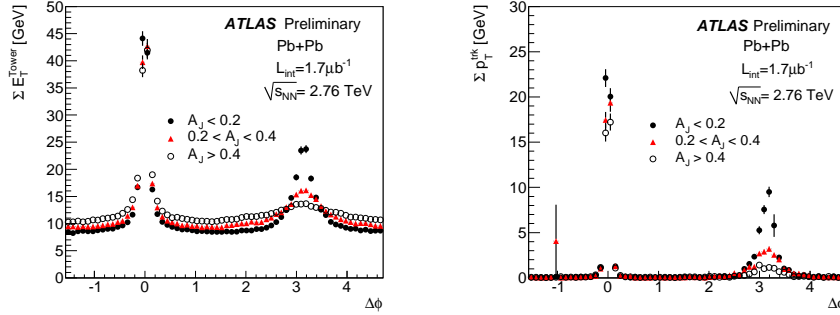 Σ E_T^Tower [GeV]
50
45
40
35
30
25
20
15
10
5
0
ATLAS Preliminary
Pb+Pb
L_int=1.7μb⁻¹
√s_NN= 2.76 TeV
A_J < 0.2
0.2 < A_J < 0.4
A_J > 0.4
-1 0 1 2 3 4
Δϕ
Σ p_T^trk [GeV]
30
25
20
15
10
5
0
ATLAS Preliminary
Pb+Pb
L_int=1.7μb⁻¹
√s_NN= 2.76 TeV
A_J < 0.2
0.2 < A_J < 0.4
A_J > 0.4
-1 0 1 2 3 4
Δϕ